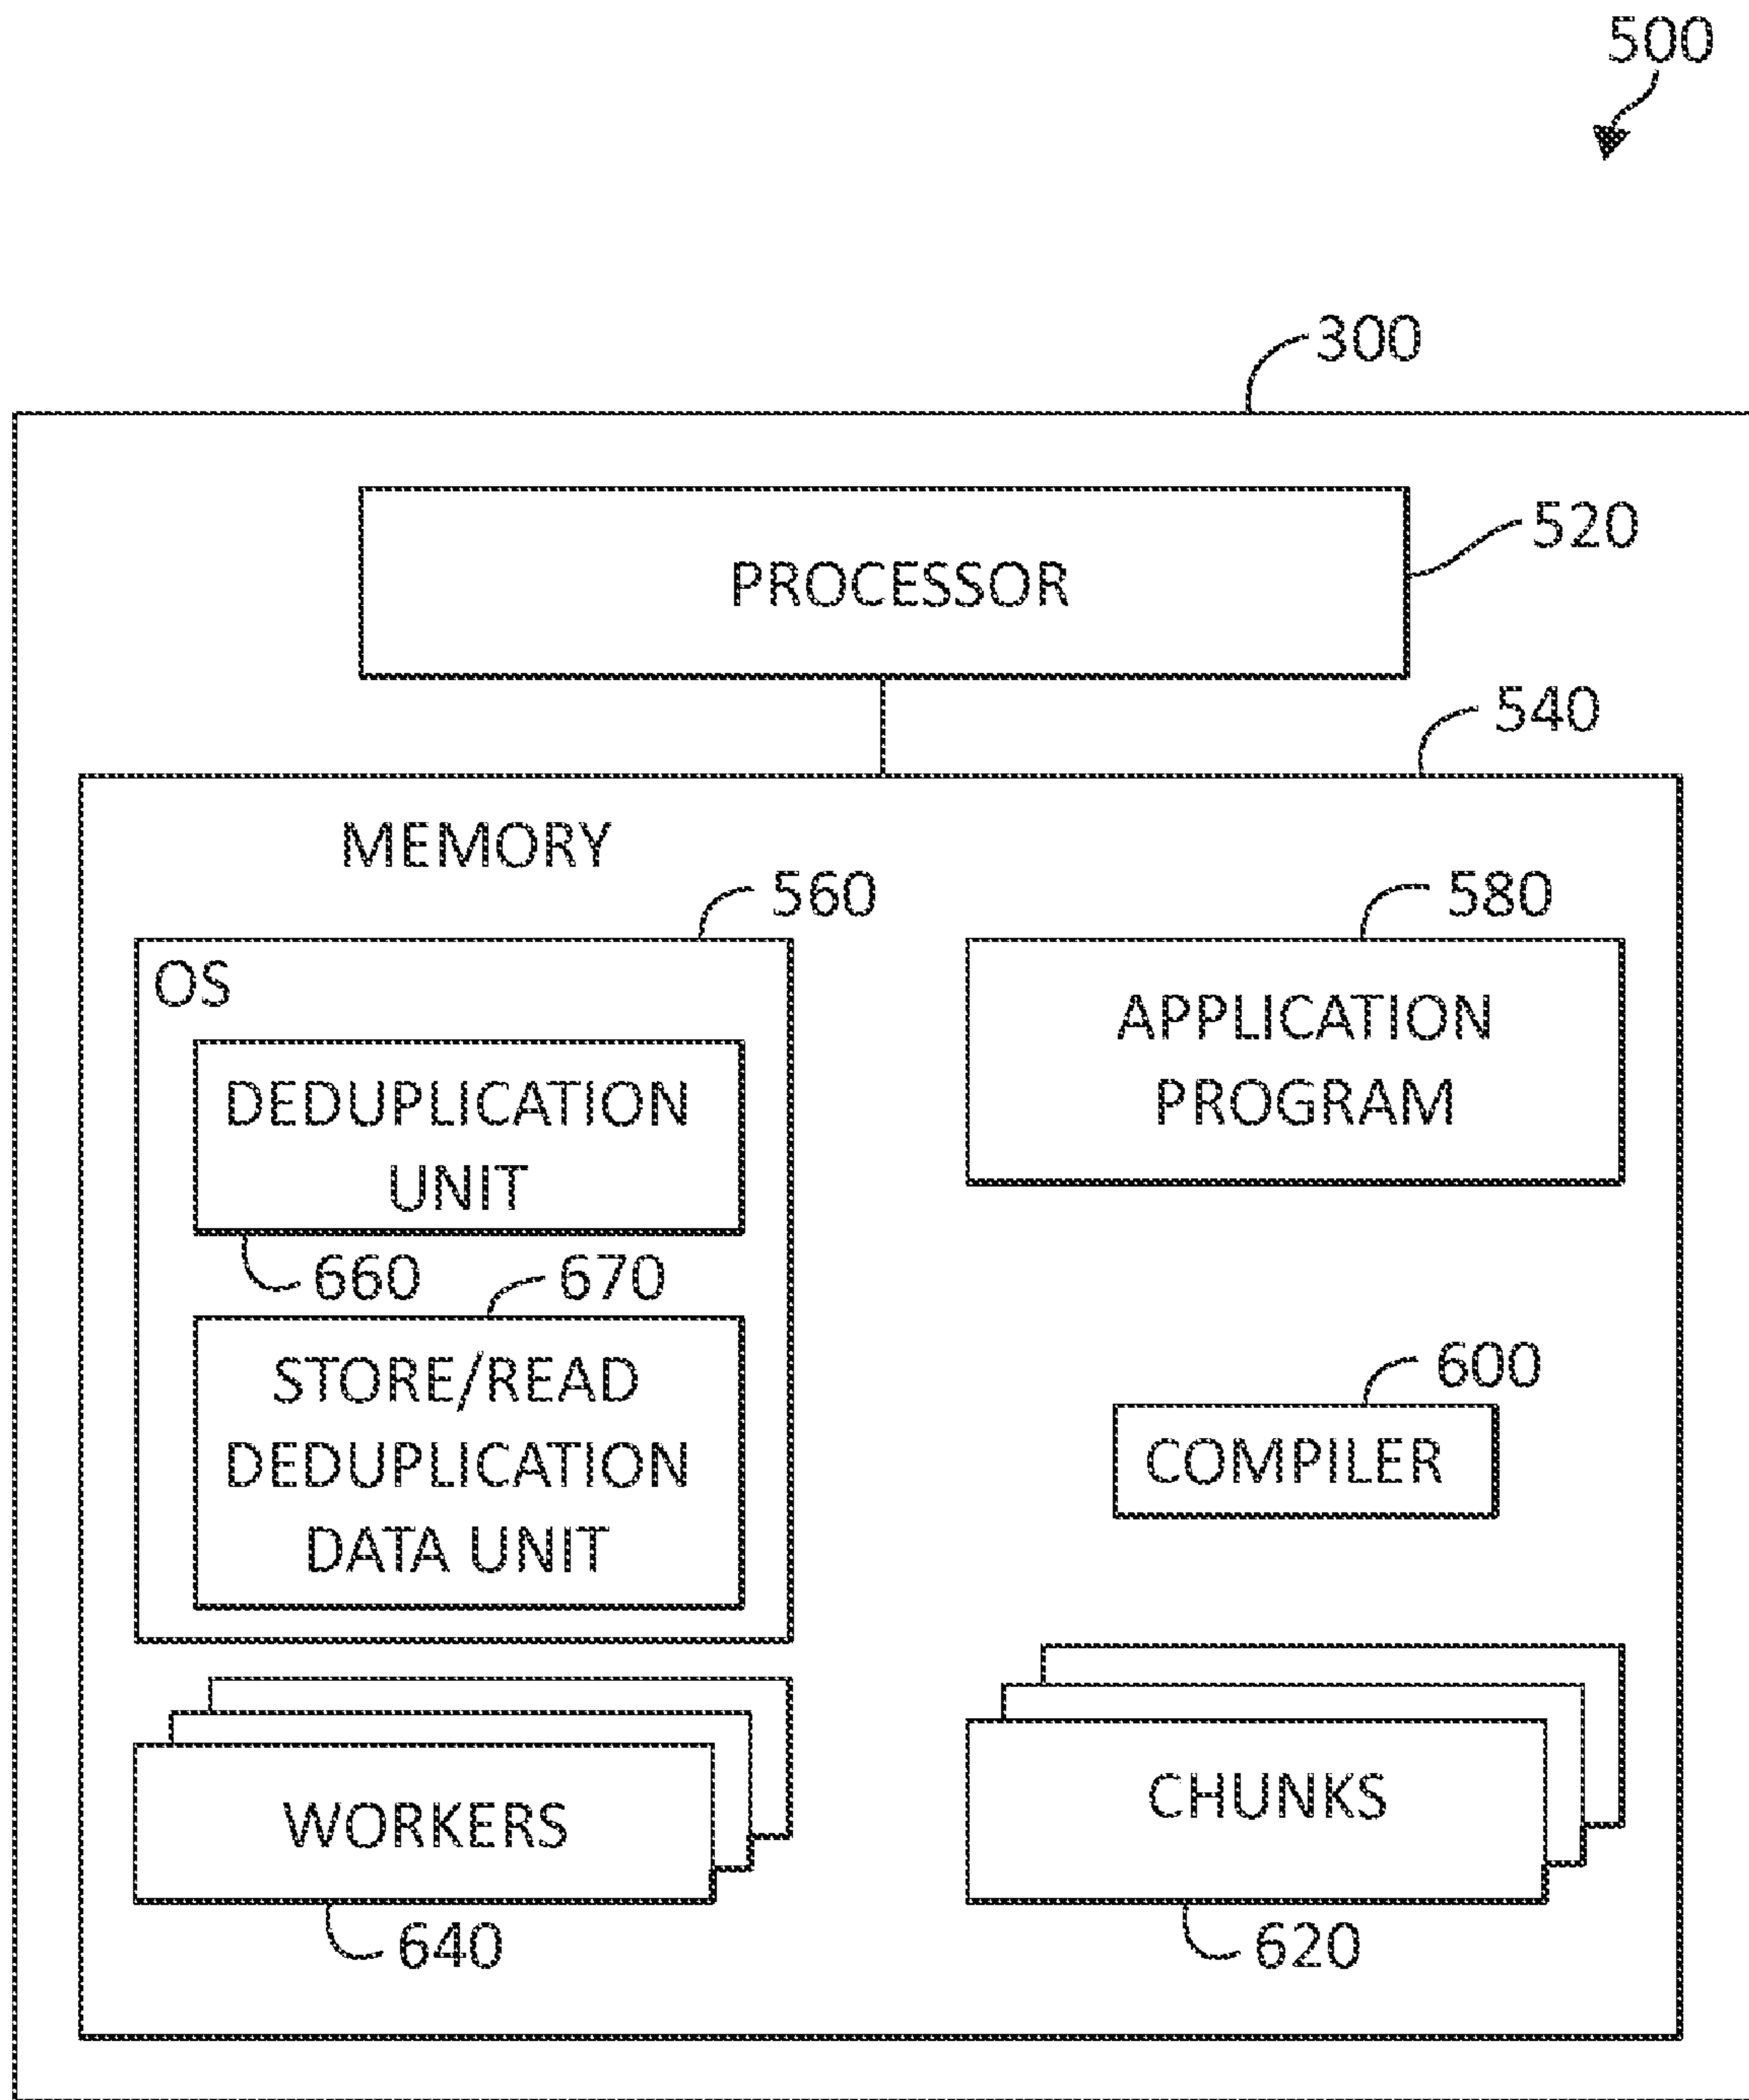 500
300
PROCESSOR
520
540
MEMORY
560
580
OS
DEDUPLICATION
UNIT
APPLICATION
PROGRAM
660
670
STORE/READ
DEDUPLICATION
DATA UNIT
600
COMPILER
WORKERS
CHUNKS
640
620